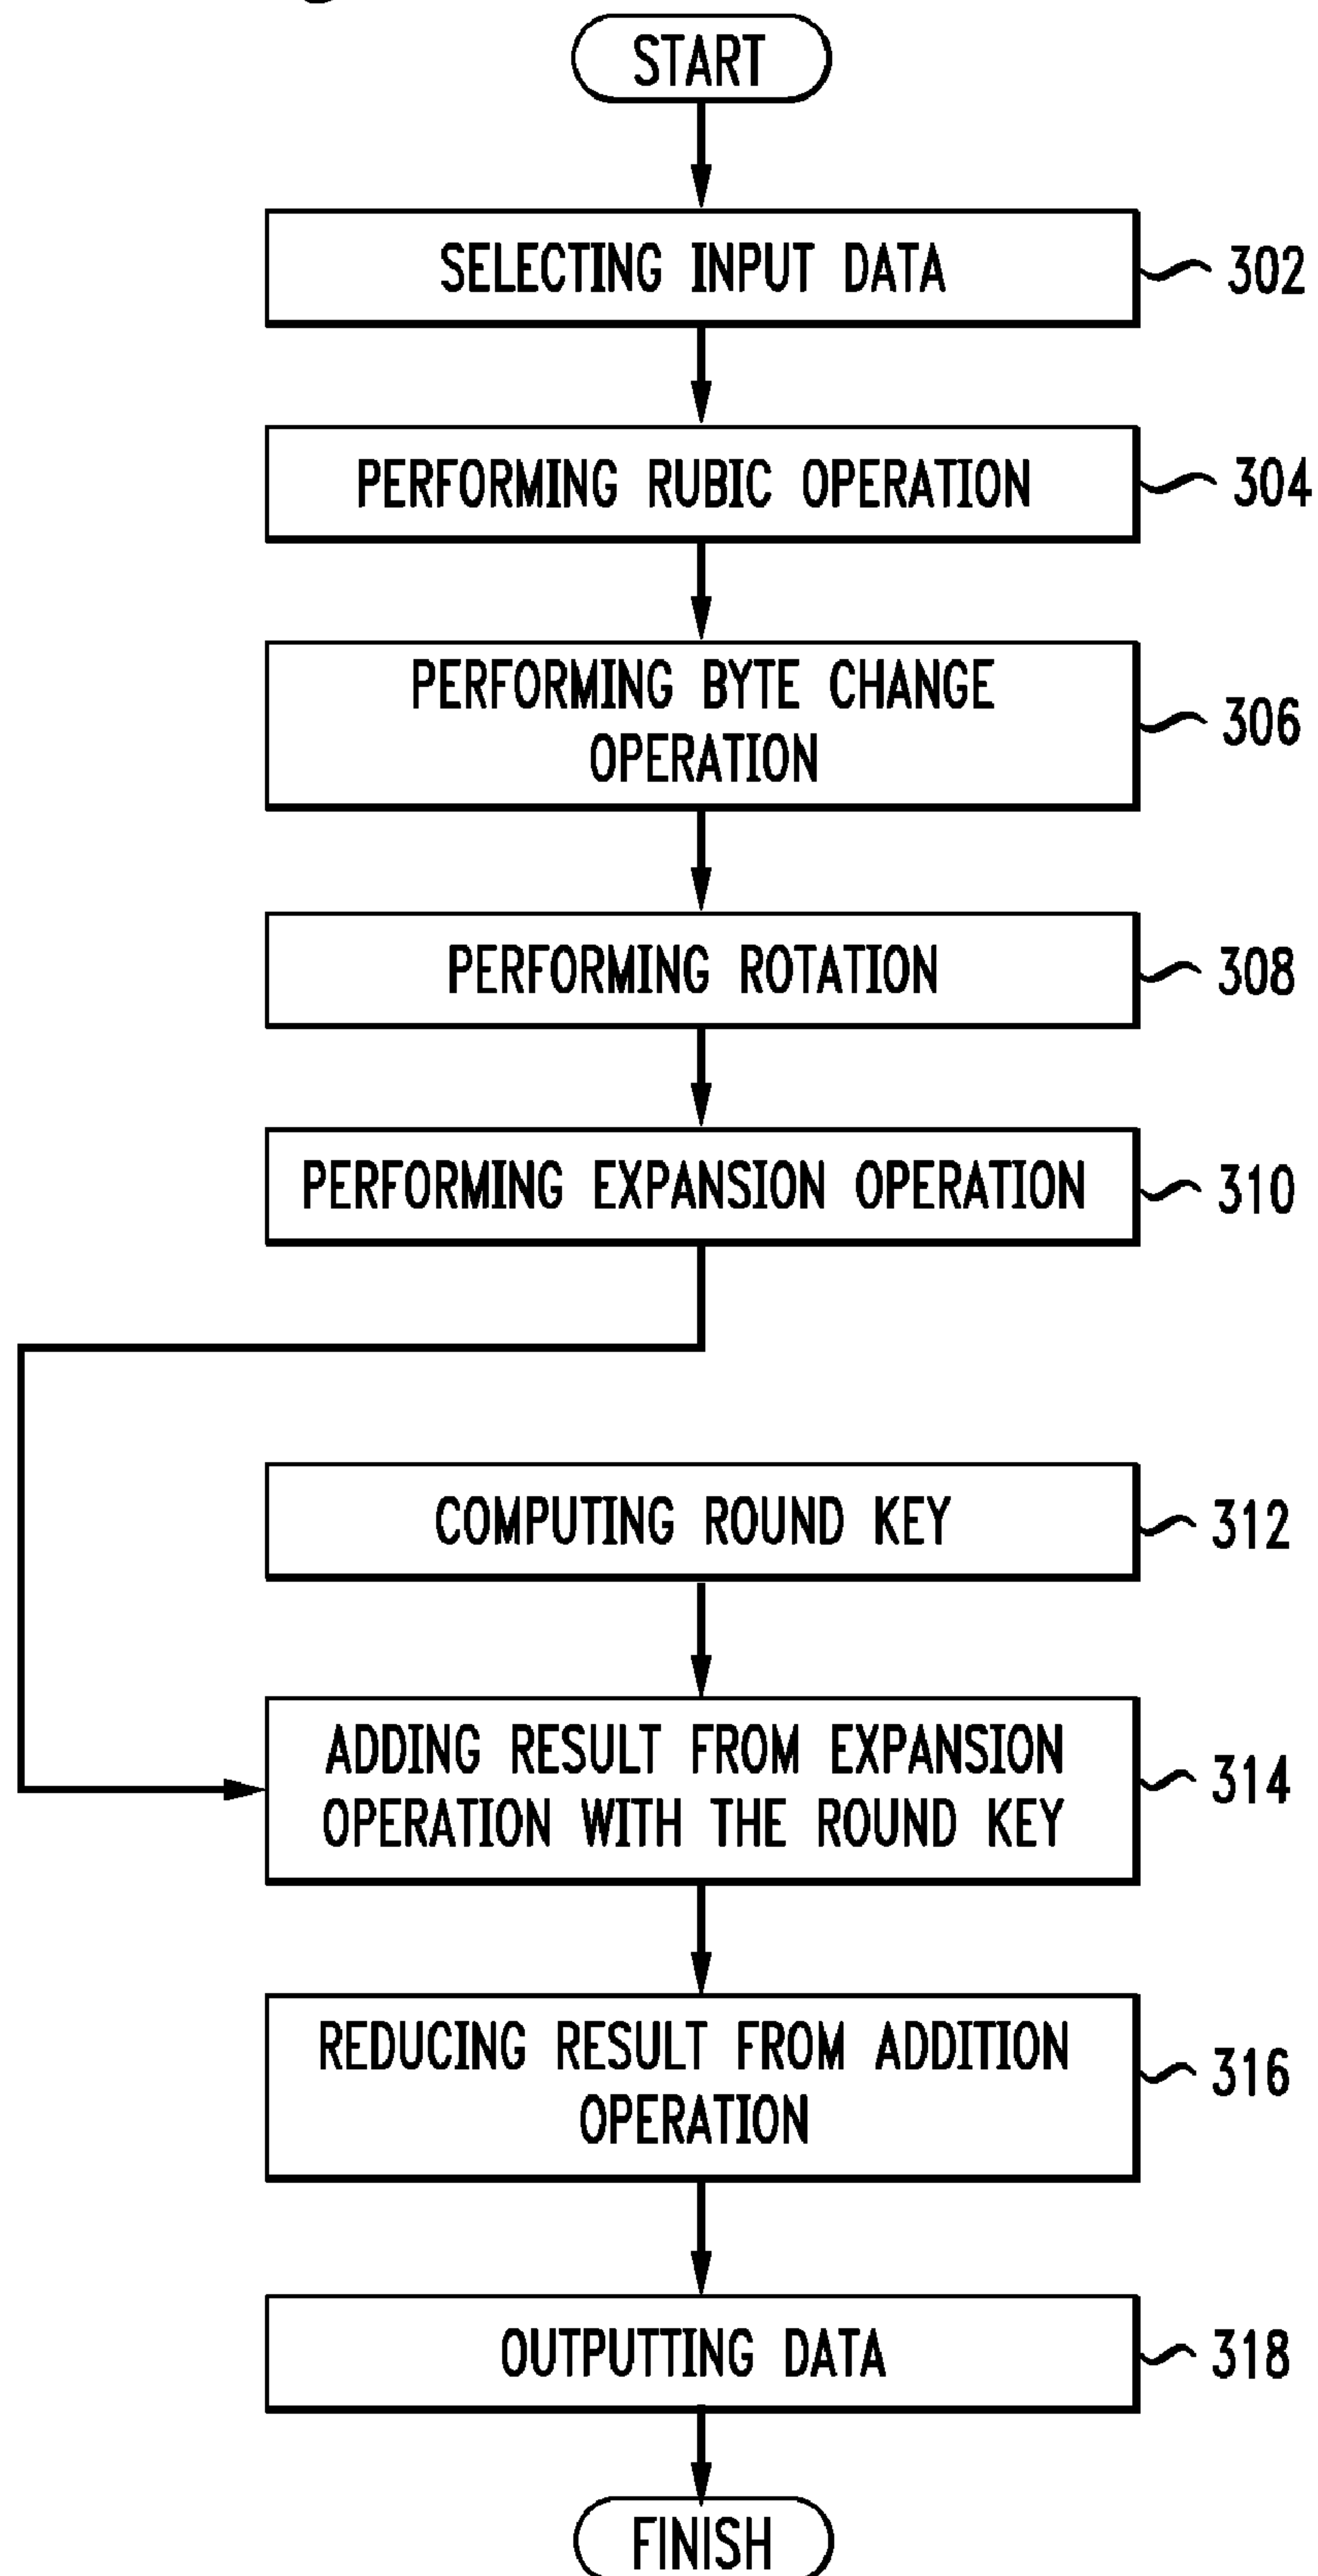 START
SELECTING INPUT DATA
302
PERFORMING RUBIC OPERATION
304
PERFORMING BYTE CHANGE
OPERATION
306
PERFORMING ROTATION
308
PERFORMING EXPANSION OPERATION
310
COMPUTING ROUND KEY
312
ADDING RESULT FROM EXPANSION
OPERATION WITH THE ROUND KEY
314
REDUCING RESULT FROM ADDITION
OPERATION
316
OUTPUTTING DATA
318
FINISH